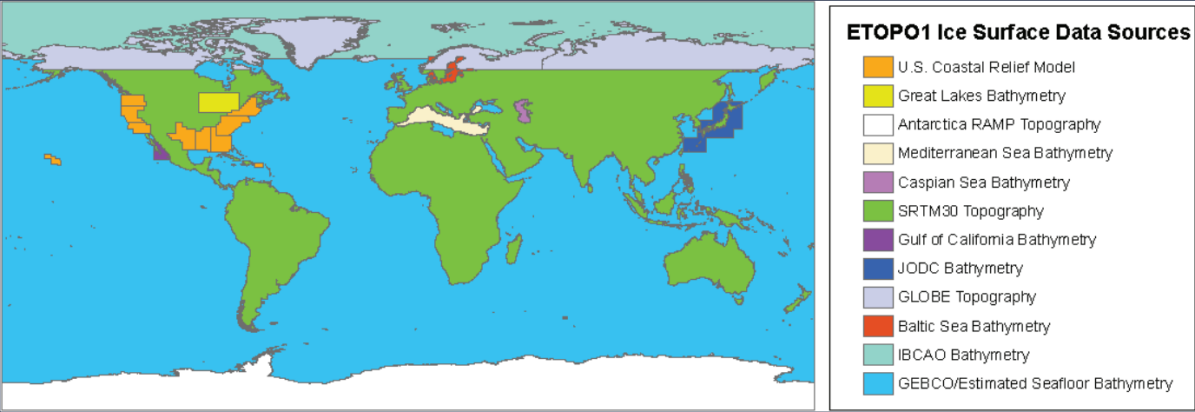 ETOPO1 Ice Surface Data Sources
U.S. Coastal Relief Model
Great Lakes Bathymetry
Antarctica RAMP Topography
Mediterranean Sea Bathymetry
Caspian Sea Bathymetry
SRTM30 Topography
Gulf of California Bathymetry
JODC Bathymetry
GLOBE Topography
Baltic Sea Bathymetry
IBCAO Bathymetry
GEBCO/Estimated Seafloor Bathymetry